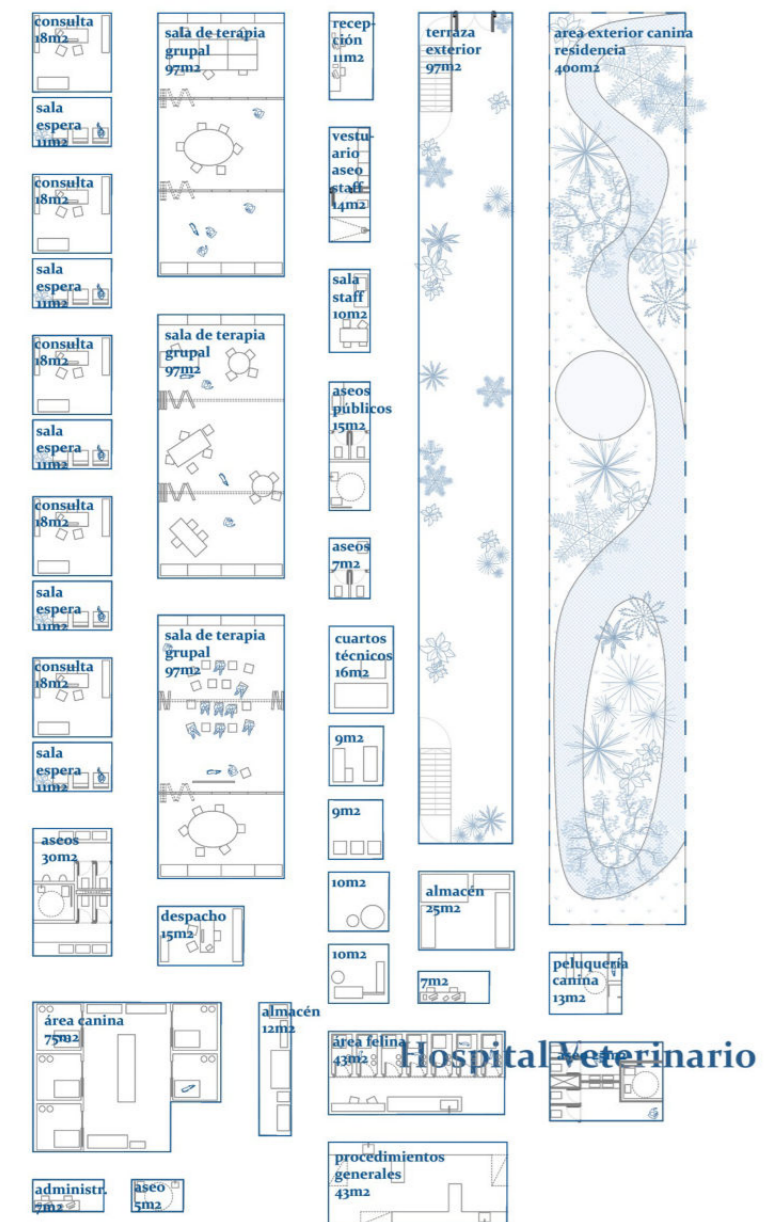 consulta
18m2
sala
espera
11m2
consulta
18m2
sala
espera
11m2
consulta
18m2
sala
espera
11m2
consulta
18m2
sala
espera
11m2
consulta
18m2
sala
espera
11m2
aseos
30m2
sala de terapia
grupal
97m2
sala de terapia
grupal
97m2
sala de terapia
grupal
97m2
despacho
15m2
recep-
ción
11m2
vestu-
ario
aseo
staff
14m2
sala
staff
10m2
aseos
públicos
15m2
aseos
7m2
cuartos
técnicos
16m2
9m2
9m2
10m2
10m2
terraza
exterior
97m2
almacén
25m2
7m2
area exterior canina
residencia
400m2
peluquería
canina
13m2
área canina
75m2
almacén
12m2
área felina
43m2
Hospital Veterinario
administr.
7m2
aseo
5m2
procedimientos
generales
43m2